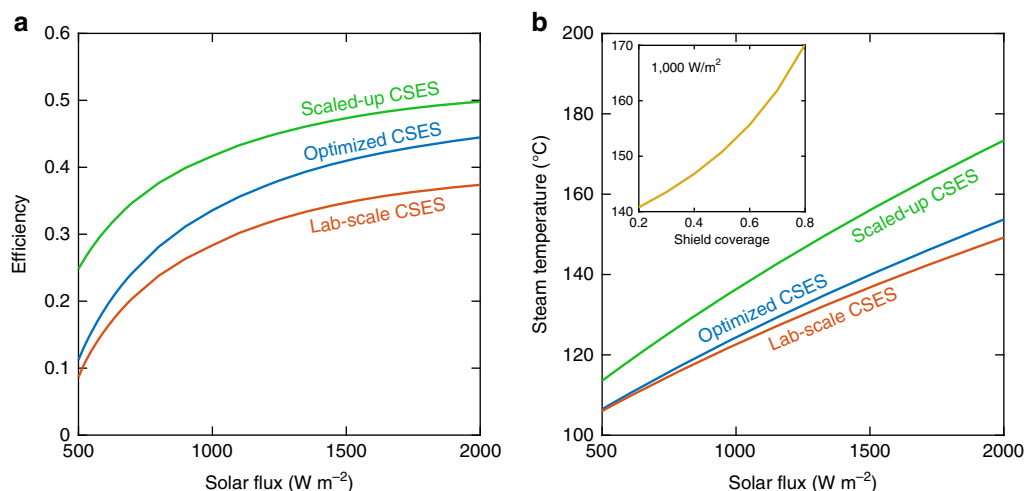 a
0.6
0.5
0.4
0.3
0.2
0.1
0
Efficiency
Scaled-up CSES
Optimized CSES
Lab-scale CSES
500
1000
1500
2000
Solar flux (W m⁻²)
b
200
180
160
140
120
100
Steam temperature (°C)
170
160
150
140
1,000 W/m²
0.2
0.4
0.6
0.8
Shield coverage
Scaled-up CSES
Optimized CSES
Lab-scale CSES
500
1000
1500
2000
Solar flux (W m⁻²)